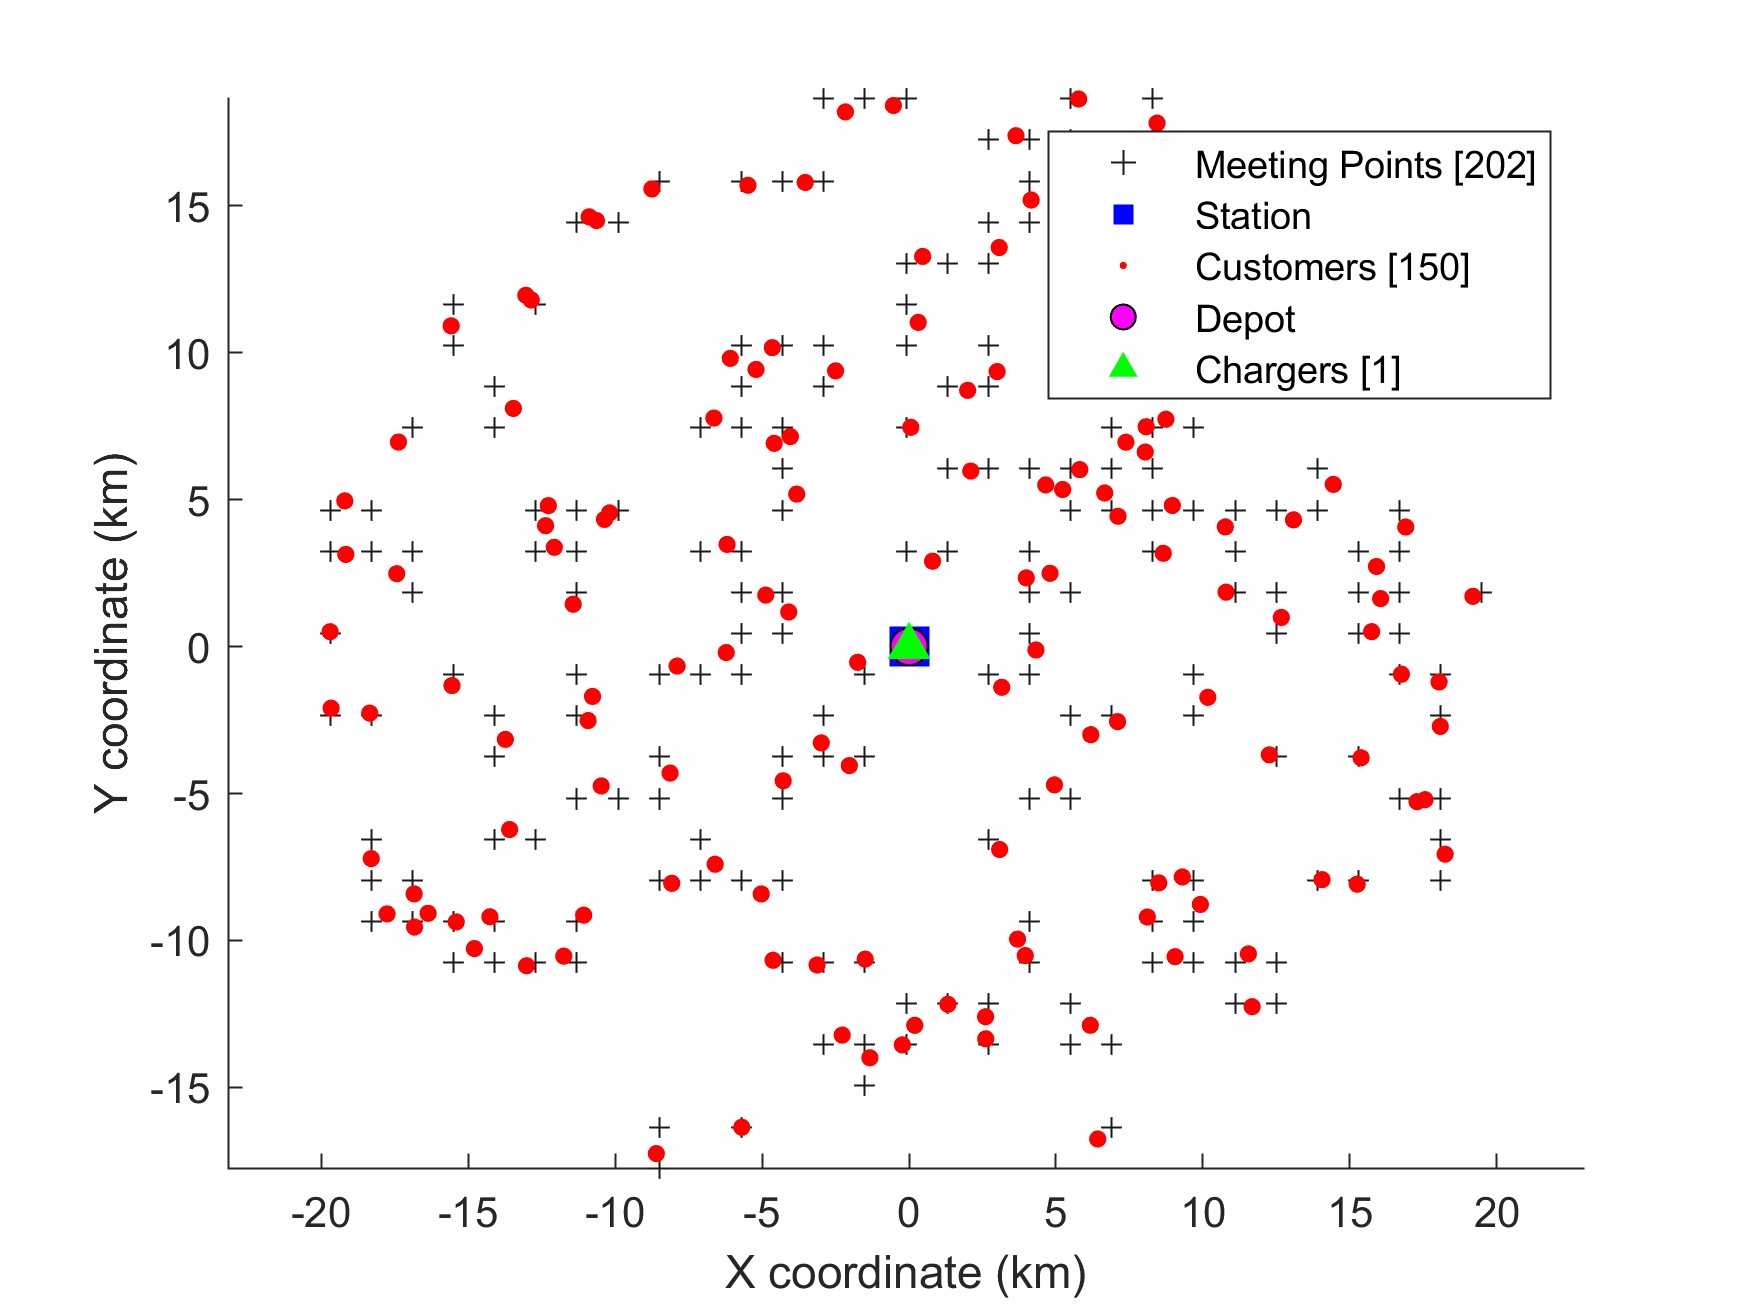 Meeting Points [202]
Station
Customers [150]
Depot
Chargers [1]
15
10
5
0
-5
-10
-15
Y coordinate (km)
-20 -15 -10 -5 0 5 10 15 20
X coordinate (km)